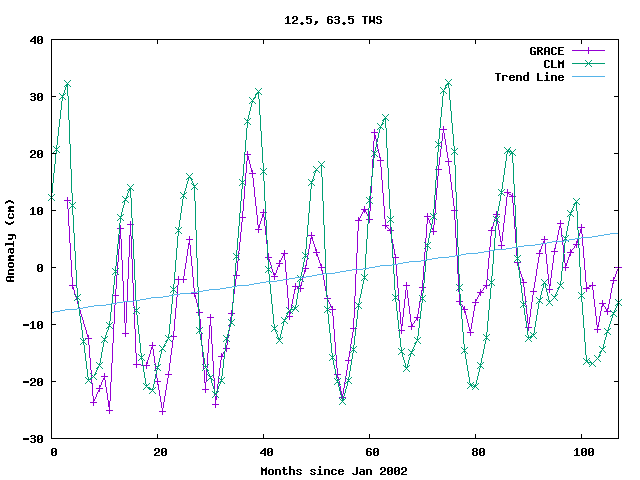 12.5, 63.5 TWS
GRACE
CLM
Trend Line
40
30
20
10
0
-10
-20
-30
Anomaly (cm)
0 20 40 60 80 100
Months since Jan 2002